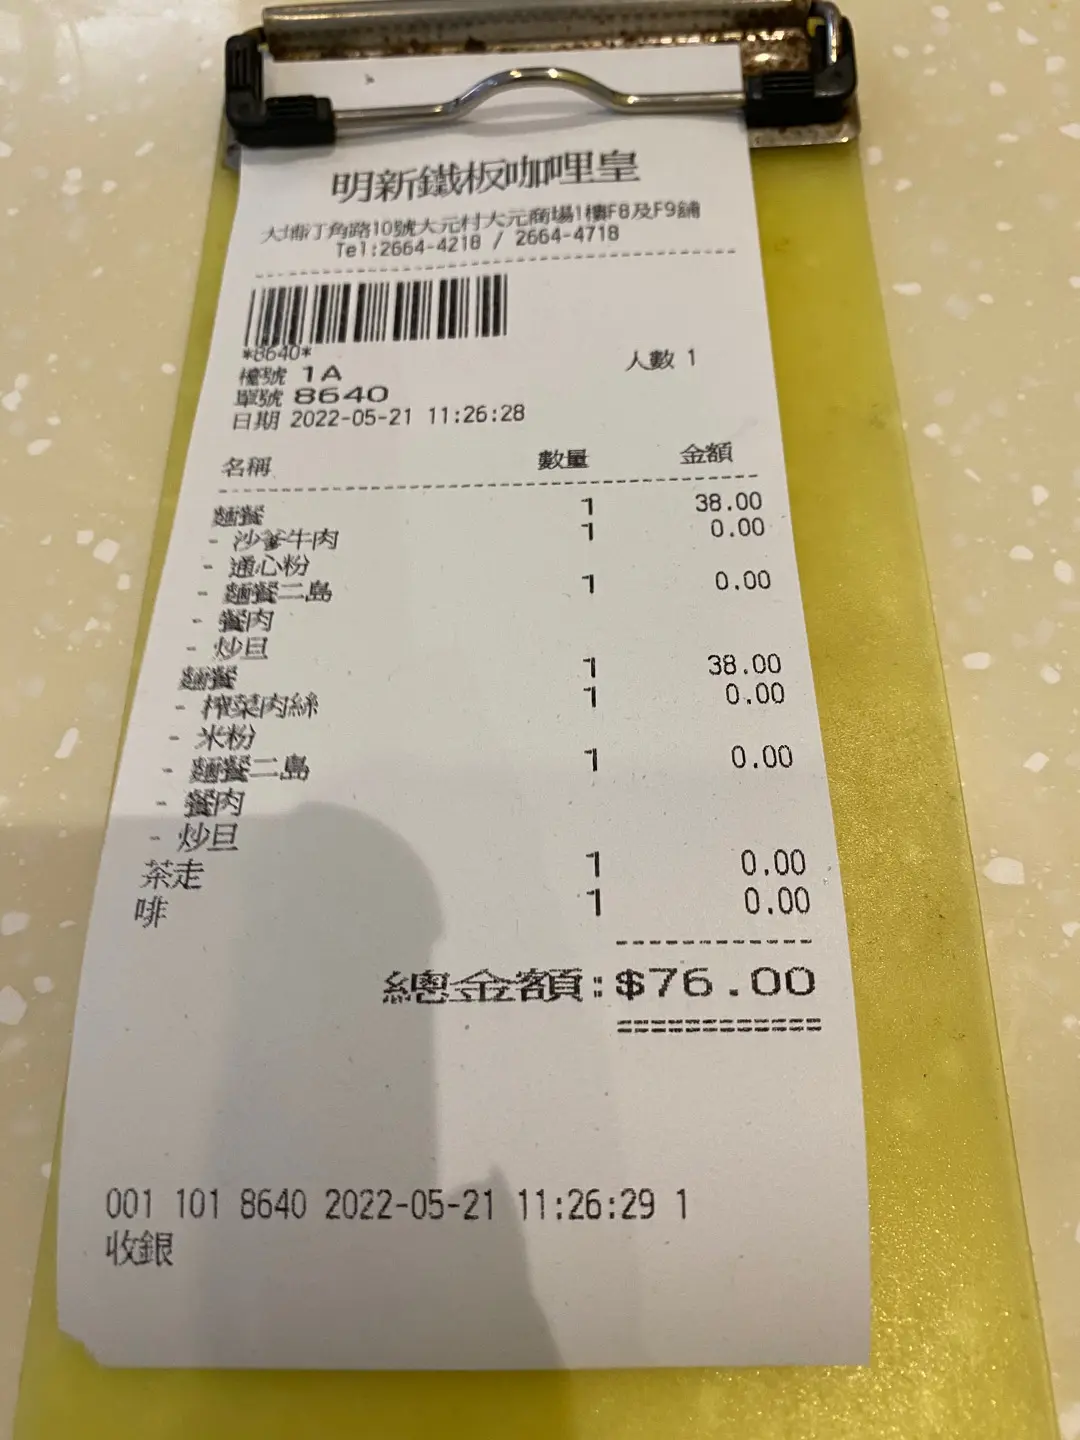 明新鐵板咖哩皇
大埔汀角路10號大元村大元商場1樓F8及F9舖
Tel:2664-4218 / 2664-4718
*8640*
檯號 1A 人數 1
單號 8640
日期 2022-05-21 11:26:28
名稱 數量 金額
麵餐 1 38.00
- 沙爹牛肉 1 0.00
- 通心粉
- 麵餐二島 1 0.00
- 餐肉
- 炒旦
麵餐 1 38.00
- 榨菜肉絲 1 0.00
- 米粉
- 麵餐二島 1 0.00
- 餐肉
- 炒旦
茶走 1 0.00
啡 1 0.00
總金額:$76.00
001 101 8640 2022-05-21 11:26:29 1
收銀